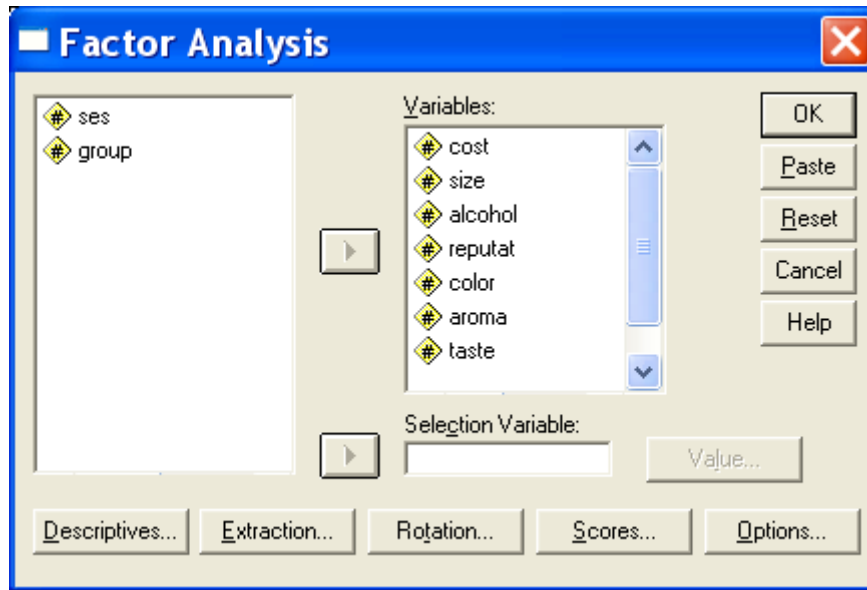 Factor Analysis
# ses
# group
Variables:
# cost
# size
# alcohol
# reputat
# color
# aroma
# taste
Selection Variable:
Value...
OK
Paste
Reset
Cancel
Help
Descriptives...
Extraction...
Rotation...
Scores...
Options...